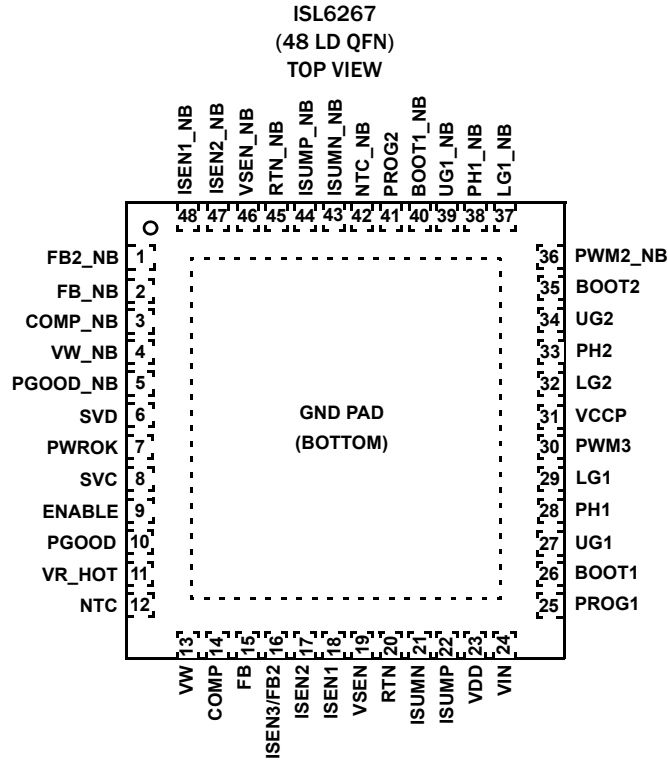 ISL6267
(48 LD QFN)
TOP VIEW
ISEN1_NB
ISEN2_NB
VSEN_NB
RTN_NB
ISUMP_NB
ISUMN_NB
NTC_NB
PROG2
BOOT1_NB
UG1_NB
PH1_NB
LG1_NB
48 47 46 45 44 43 42 41 40 39 38 37
FB2_NB 1
FB_NB 2
COMP_NB 3
VW_NB 4
PGOOD_NB 5
SVD 6
PWROK 7
SVC 8
ENABLE 9
PGOOD 10
VR_HOT 11
NTC 12
GND PAD
(BOTTOM)
36 PWM2_NB
35 BOOT2
34 UG2
33 PH2
32 LG2
31 VCCP
30 PWM3
29 LG1
28 PH1
27 UG1
26 BOOT1
25 PROG1
13 14 15 16 17 18 19 20 21 22 23 24
VW
COMP
FB
ISEN3/FB2
ISEN2
ISEN1
VSEN
RTN
ISUMN
ISUMP
VDD
VIN